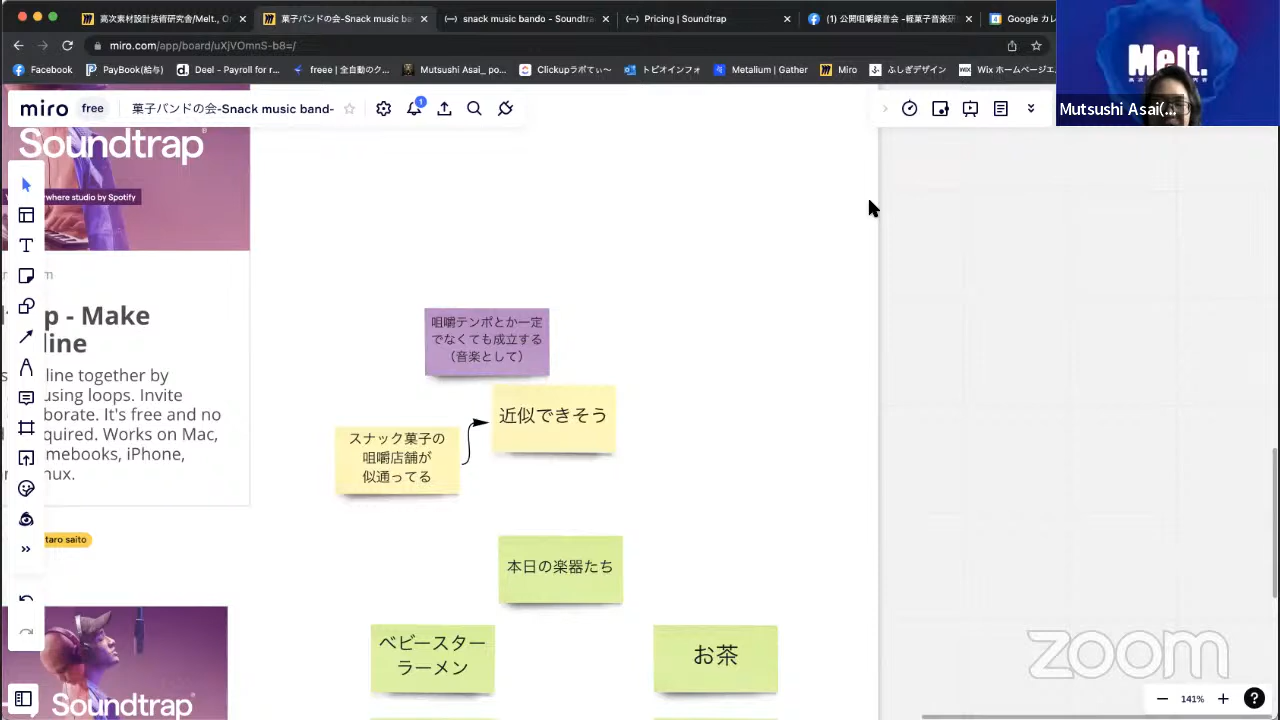 高次素材設計技術研究舎/Melt., O
菓子バンドの会-Snack music ba
snack music bando - Soundtra
Pricing | Soundtrap
(1) 公開咀嚼録音会 -軽菓子音楽研
Google カレ
miro.com/app/board/uXjVOmnS-b8=/
Facebook
PayBook(給与)
Deel - Payroll for r...
freee | 全自動のク...
Mutsushi Asai_ po...
Clickupラボてぃ〜
トピオインフォ
Metalium | Gather
Miro
ふしぎデザイン
Wix ホームページエ
Melt.
Mutsushi Asai(...
miro
free
菓子バンドの会-Snack music band-
1
Soundtrap
where studio by Spotify
m
p - Make
line
line together by
using loops. Invite
borate. It's free and no
quired. Works on Mac,
mebooks, iPhone,
nux.
taro saito
Soundtrap
咀嚼テンポとか一定
でなくても成立する
（音楽として）
近似できそう
スナック菓子の
咀嚼店舗が
似通ってる
本日の楽器たち
ベビースター
ラーメン
お茶
zoom
141%